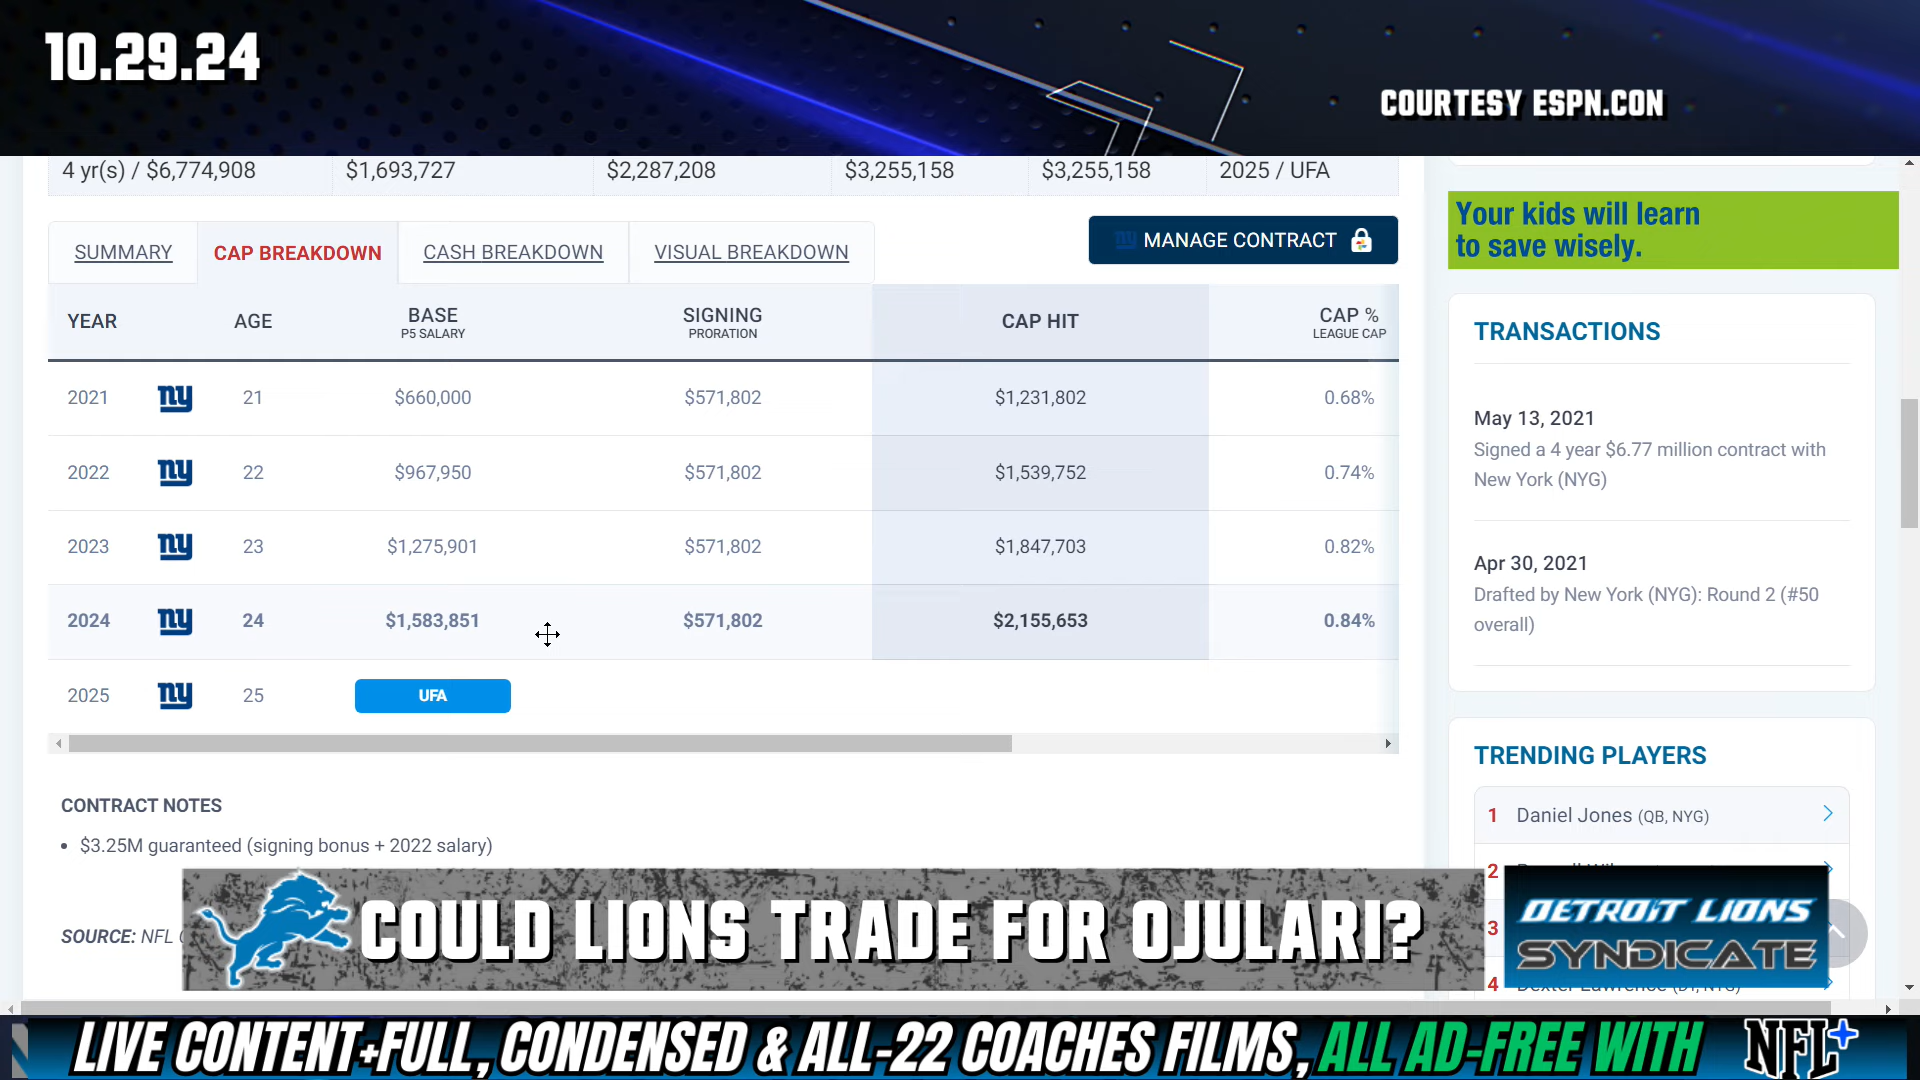 10.29.24
COURTESY ESPN.CON
4 yr(s) / $6,774,908 $1,693,727 $2,287,208 $3,255,158 $3,255,158 2025 / UFA
Your kids will learn
to save wisely.
SUMMARY CAP BREAKDOWN CASH BREAKDOWN VISUAL BREAKDOWN
MANAGE CONTRACT
YEAR AGE BASE SIGNING CAP HIT CAP %
P5 SALARY PRORATION LEAGUE CAP
2021 ny 21 $660,000 $571,802 $1,231,802 0.68%
2022 ny 22 $967,950 $571,802 $1,539,752 0.74%
2023 ny 23 $1,275,901 $571,802 $1,847,703 0.82%
2024 ny 24 $1,583,851 $571,802 $2,155,653 0.84%
2025 ny 25 UFA
CONTRACT NOTES
• $3.25M guaranteed (signing bonus + 2022 salary)
SOURCE: NFL
TRANSACTIONS
May 13, 2021
Signed a 4 year $6.77 million contract with
New York (NYG)
Apr 30, 2021
Drafted by New York (NYG): Round 2 (#50
overall)
TRENDING PLAYERS
1 Daniel Jones (QB, NYG)
2
3
4 Dexter Lawrence (DT, NYG)
COULD LIONS TRADE FOR OJULARI?
DETROIT LIONS
SYNDICATE
LIVE CONTENT+FULL, CONDENSED & ALL-22 COACHES FILMS, ALL AD-FREE WITH NFL+